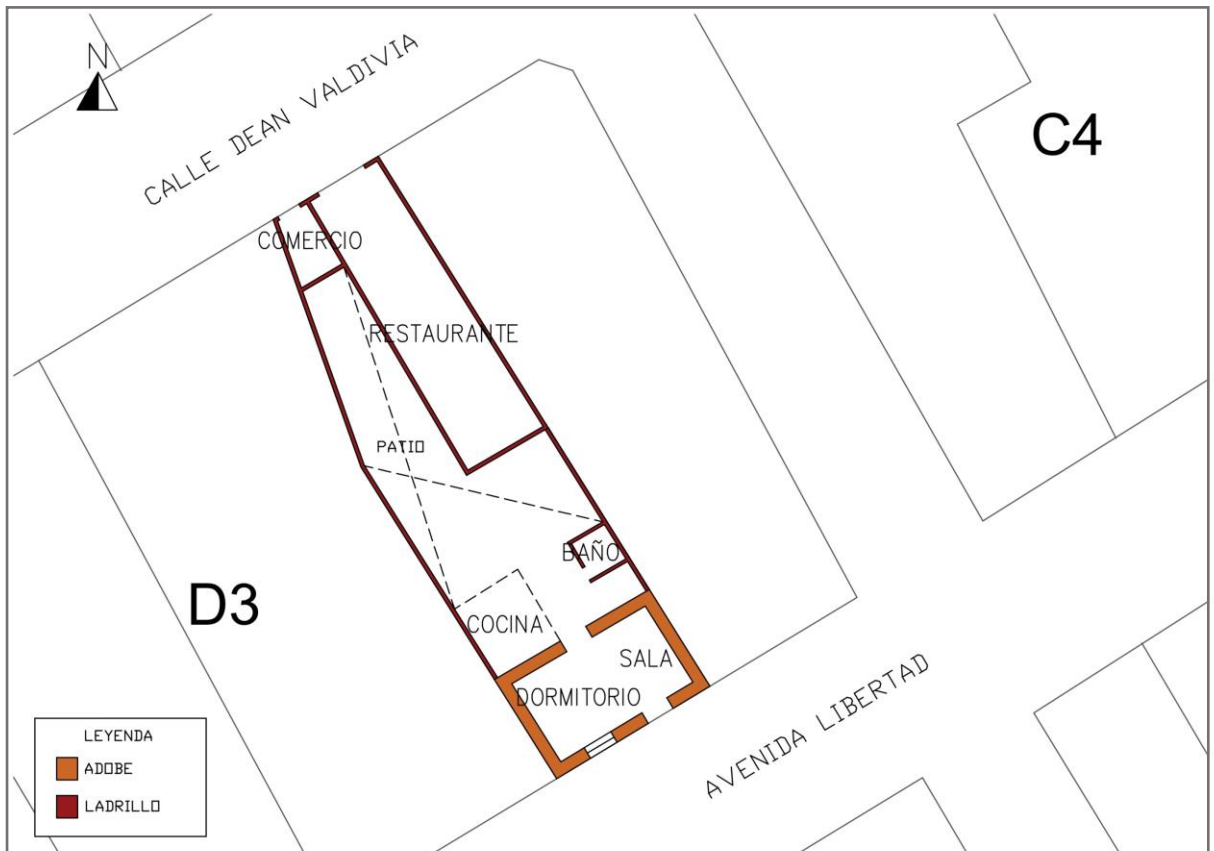 N
CALLE DEAN VALDIVIA
C4
COMERCIO
RESTAURANTE
PATIO
BAÑO
D3
COCINA
SALA
DORMITORIO
AVENIDA LIBERTAD
LEYENDA
ADOBE
LADRILLO